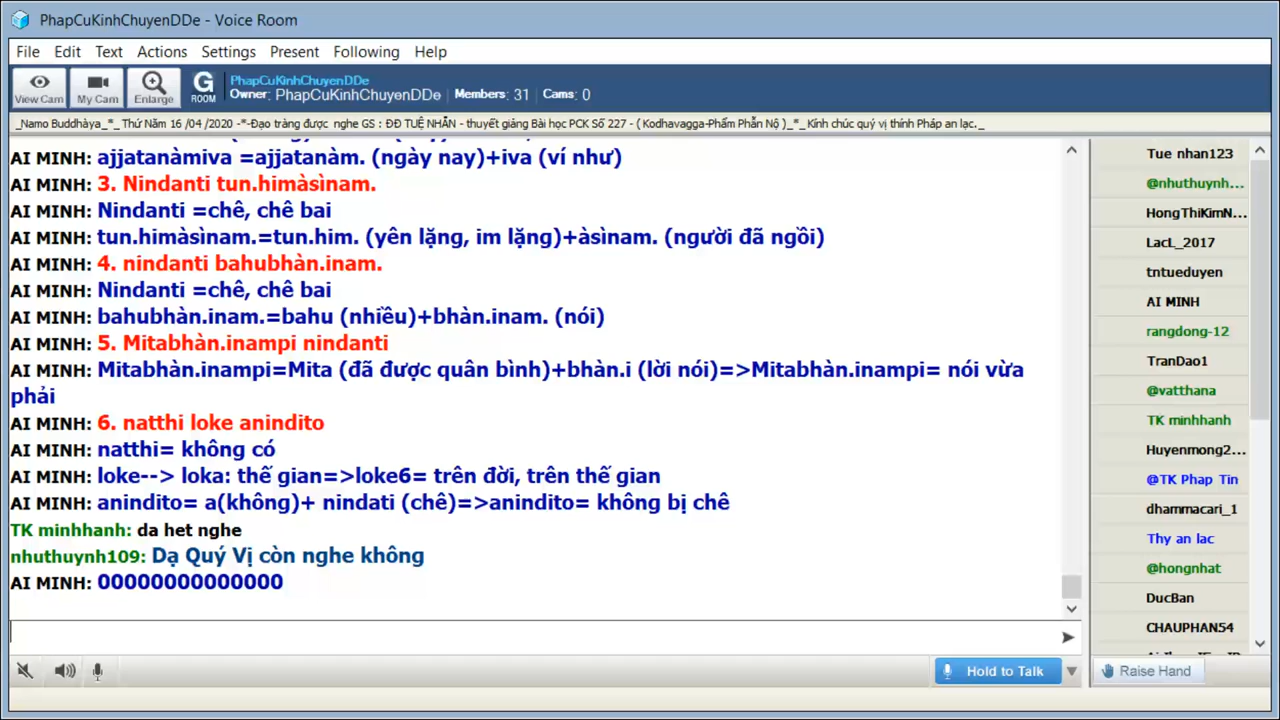 PhapCuKinhChuyenDDe - Voice Room
File Edit Text Actions Settings Present Following Help
View Cam My Cam Enlarge G ROOM
PhapCuKinhChuyenDDe
Owner: PhapCuKinhChuyenDDe Members: 31 Cams: 0
_Namo Buddhàya_*_ Thứ Năm 16 /04 /2020 -*-Đạo tràng được nghe GS : ĐĐ TUỆ NHẪN - thuyết giảng Bài học PCK Số 227 - ( Kodhavagga-Phẩm Phẫn Nộ )_*_ Kính chúc quý vị thính Pháp an lạc._
AI MINH: ajjatanàmiva =ajjatanàm. (ngày nay)+iva (ví như)
AI MINH: 3. Nindanti tun.himàsìnam.
AI MINH: Nindanti =chê, chê bai
AI MINH: tun.himàsìnam.=tun.him. (yên lặng, im lặng)+àsìnam. (người đã ngồi)
AI MINH: 4. nindanti bahubhàn.inam.
AI MINH: Nindanti =chê, chê bai
AI MINH: bahubhàn.inam.=bahu (nhiều)+bhàn.inam. (nói)
AI MINH: 5. Mitabhàn.inampi nindanti
AI MINH: Mitabhàn.inampi=Mita (đã được quân bình)+bhàn.i (lời nói)=>Mitabhàn.inampi= nói vừa
phải
AI MINH: 6. natthi loke anindito
AI MINH: natthi= không có
AI MINH: loke--> loka: thế gian=>loke6= trên đời, trên thế gian
AI MINH: anindito= a(không)+ nindati (chê)=>anindito= không bị chê
TK minhhanh: da het nghe
nhuthuynh109: Dạ Quý Vị còn nghe không
AI MINH: 00000000000000
Hold to Talk
Tue nhan123
@nhuthuynh...
HongThiKimN...
LacL_2017
tntueduyen
AI MINH
rangdong-12
TranDao1
@vatthana
TK minhhanh
Huyenmong2...
@TK Phap Tin
dhammacari_1
Thy an lac
@hongnhat
DucBan
CHAUPHAN54
Raise Hand